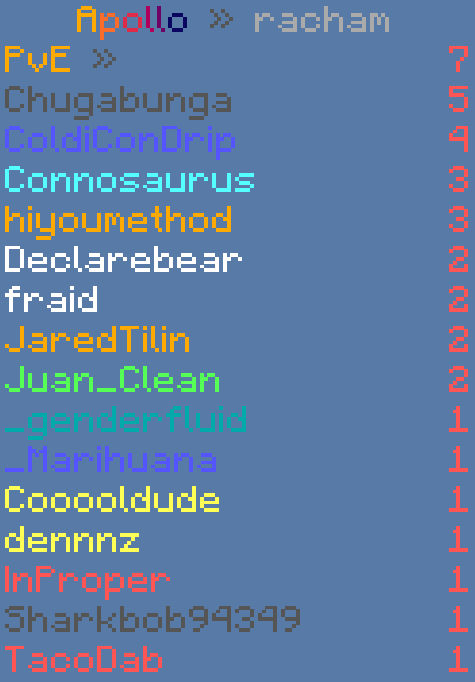 Apollo » racham
PvE » 7
Chugabunga 5
ColdiConDrip 4
Connosaurus 3
hiyoumethod 3
Declarebear 2
fraid 2
JaredTilin 2
Juan_Clean 2
_genderfluid 1
_Marihuana 1
Cooooldude 1
dennnz 1
InProper 1
Sharkbob94349 1
TacoDab 1